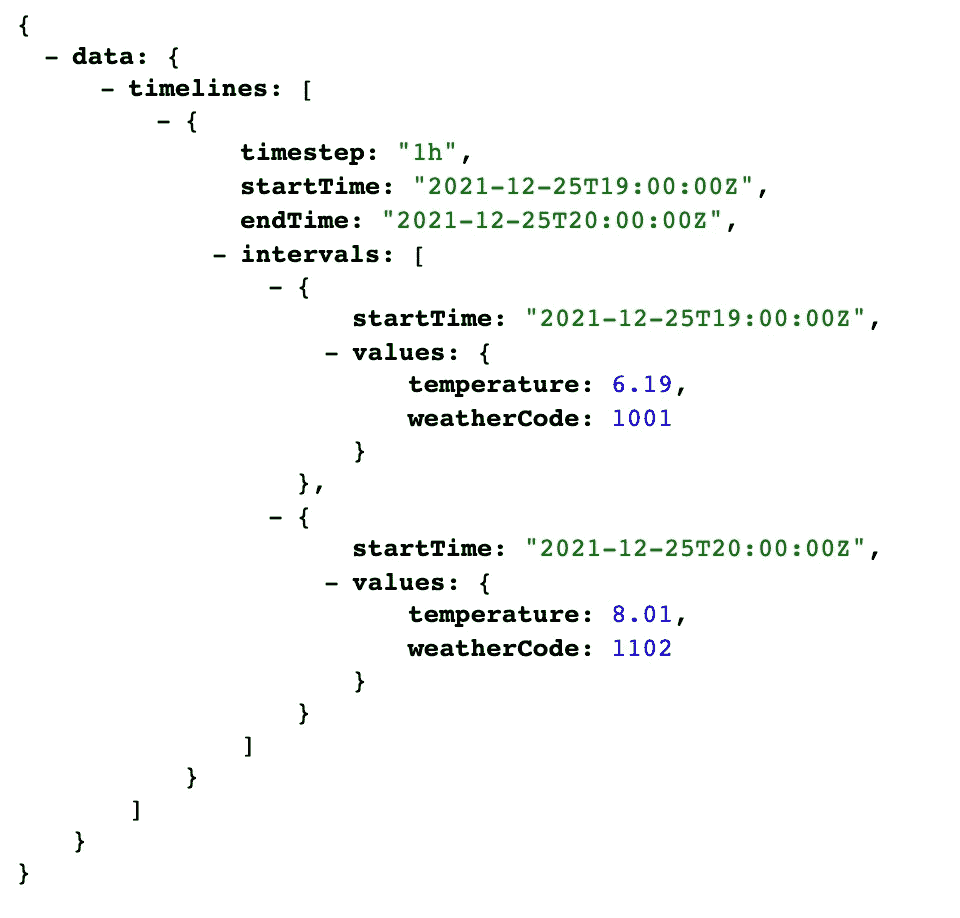 {
- data: {
- timelines: [
- {
timestep: "1h",
startTime: "2021-12-25T19:00:00Z",
endTime: "2021-12-25T20:00:00Z",
- intervals: [
- {
startTime: "2021-12-25T19:00:00Z",
- values: {
temperature: 6.19,
weatherCode: 1001
}
},
- {
startTime: "2021-12-25T20:00:00Z",
- values: {
temperature: 8.01,
weatherCode: 1102
}
}
]
}
]
}
}